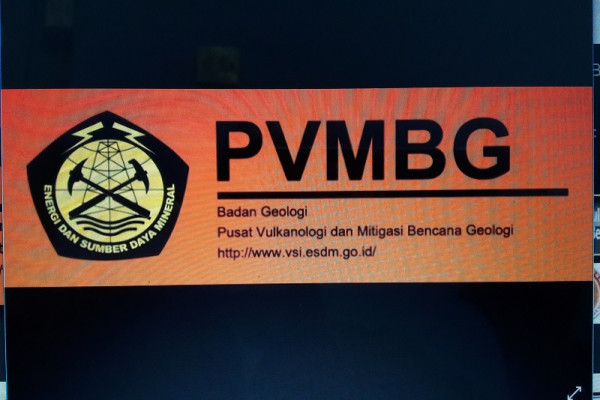 PVMBG
ENERGI DAN SUMBER DAYA MINERAL
Badan Geologi
Pusat Vulkanologi dan Mitigasi Bencana Geologi
http://www.vsi.esdm.go.id/